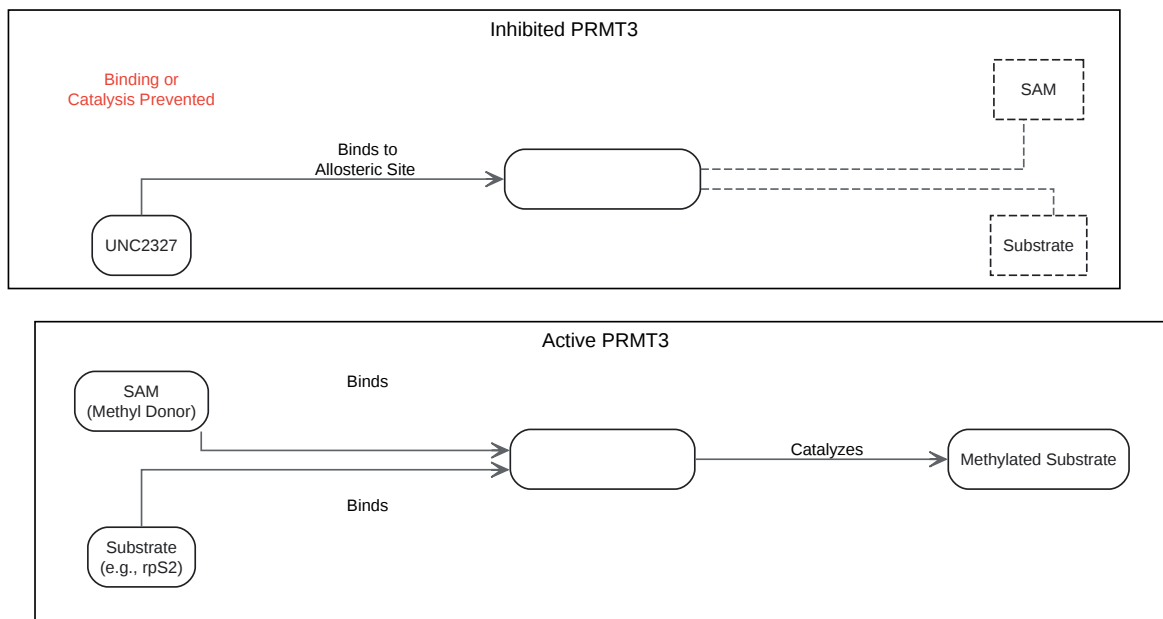 Inhibited PRMT3
Binding or
Catalysis Prevented
SAM
Binds to
Allosteric Site
UNC2327
Substrate
Active PRMT3
SAM
(Methyl Donor)
Binds
Catalyzes
Methylated Substrate
Binds
Substrate
(e.g., rpS2)